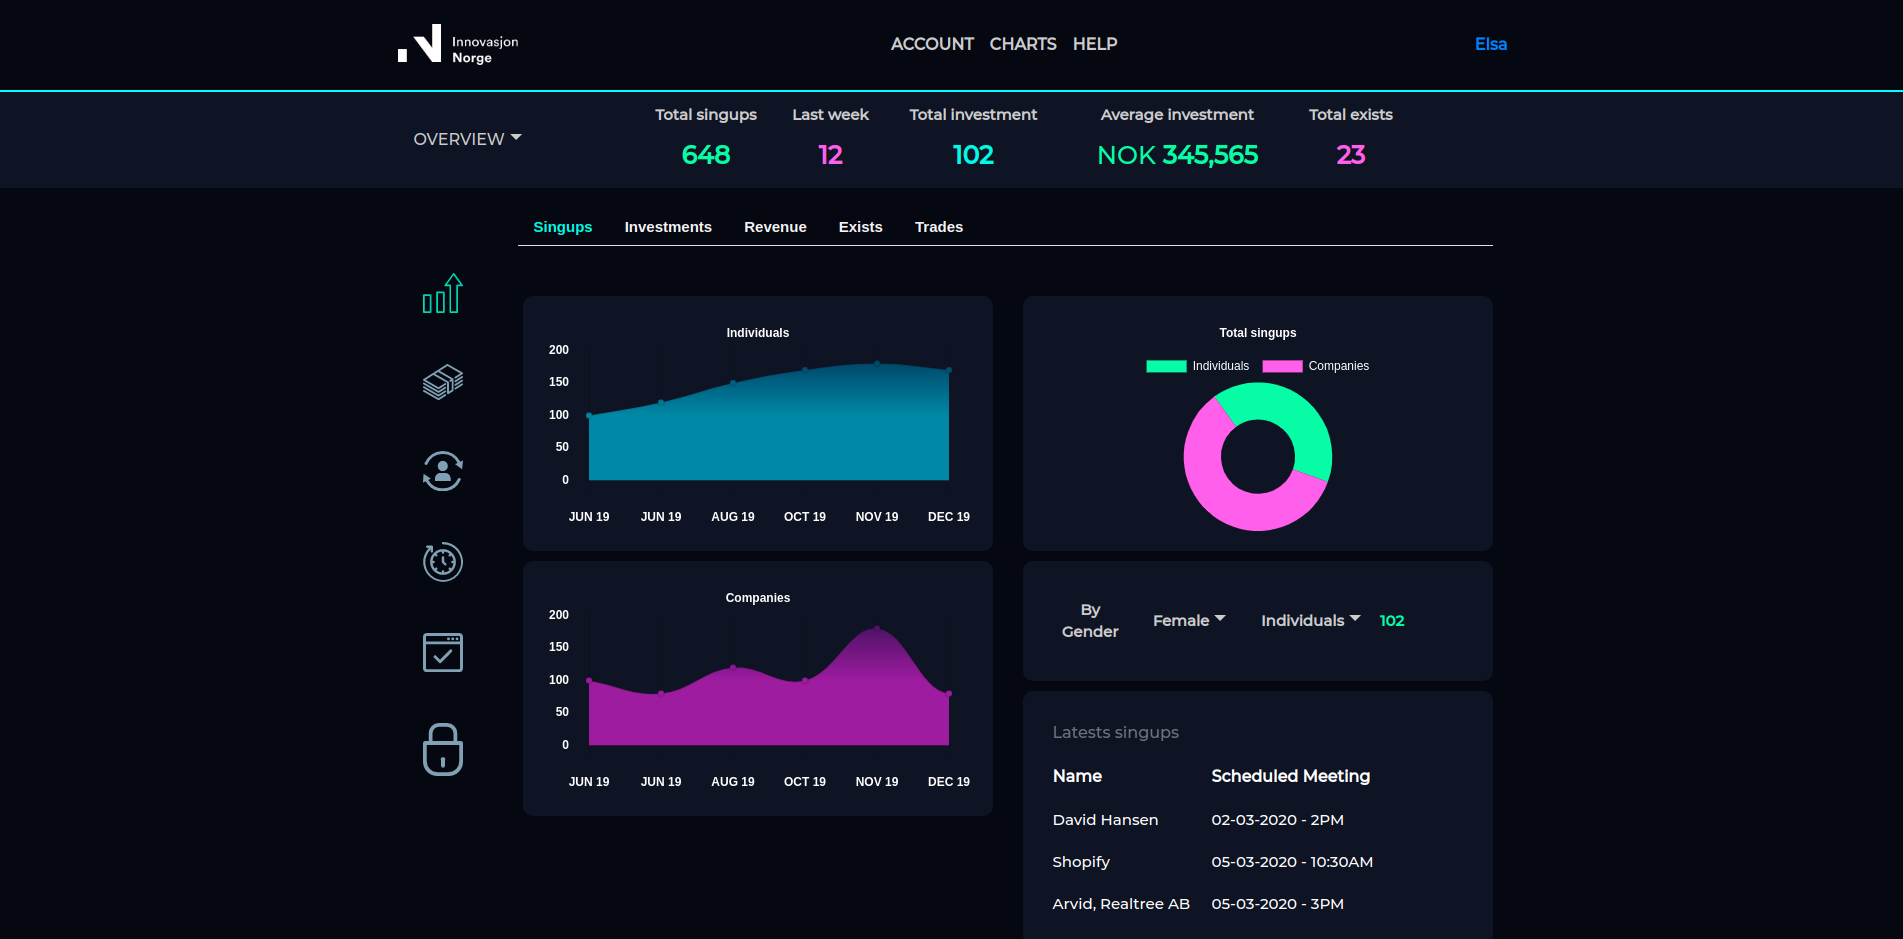 Innovasjon
Norge
ACCOUNT CHARTS HELP
Elsa
OVERVIEW
Total singups
648
Last week
12
Total investment
102
Average investment
NOK 345,565
Total exists
23
Singups Investments Revenue Exists Trades
Individuals
200
150
100
50
0
JUN 19 JUN 19 AUG 19 OCT 19 NOV 19 DEC 19
Total singups
Individuals Companies
Companies
200
150
100
50
0
JUN 19 JUN 19 AUG 19 OCT 19 NOV 19 DEC 19
By
Gender
Female Individuals 102
Latests singups
Name Scheduled Meeting
David Hansen 02-03-2020 - 2PM
Shopify 05-03-2020 - 10:30AM
Arvid, Realtree AB 05-03-2020 - 3PM